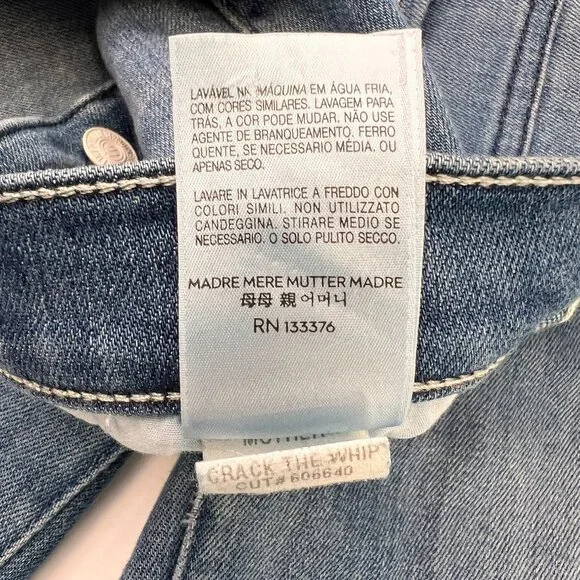 LAVÁVEL NA MÁQUINA EM ÁGUA FRIA,
COM CORES SIMILARES. LAVAGEM PARA
TRÁS, A COR PODE MUDAR. NÃO USE
AGENTE DE BRANQUEAMENTO. FERRO
QUENTE, SE NECESSARIO MÉDIA. OU
APENAS SECO.
LAVARE IN LAVATRICE A FREDDO CON
COLORI SIMILI. NON UTILIZZATO
CANDEGGINA. STIRARE MEDIO SE
NECESSARIO. O SOLO PULITO SECCO.
MADRE MERE MUTTER MADRE
母母 親 어머니
RN 133376
MOTHER
CRACK THE WHIP
CUT# 606640